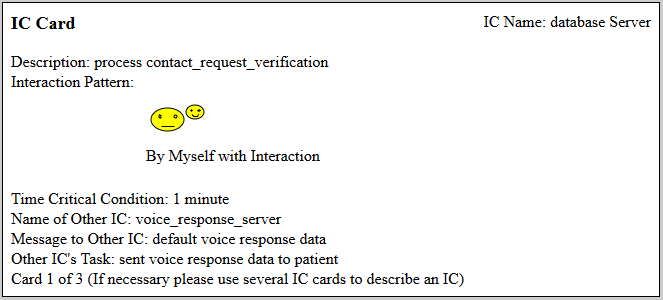 IC Card
IC Name: database Server
Description: process contact_request_verification
Interaction Pattern:
By Myself with Interaction
Time Critical Condition: 1 minute
Name of Other IC: voice_response_server
Message to Other IC: default voice response data
Other IC's Task: sent voice response data to patient
Card 1 of 3 (If necessary please use several IC cards to describe an IC)